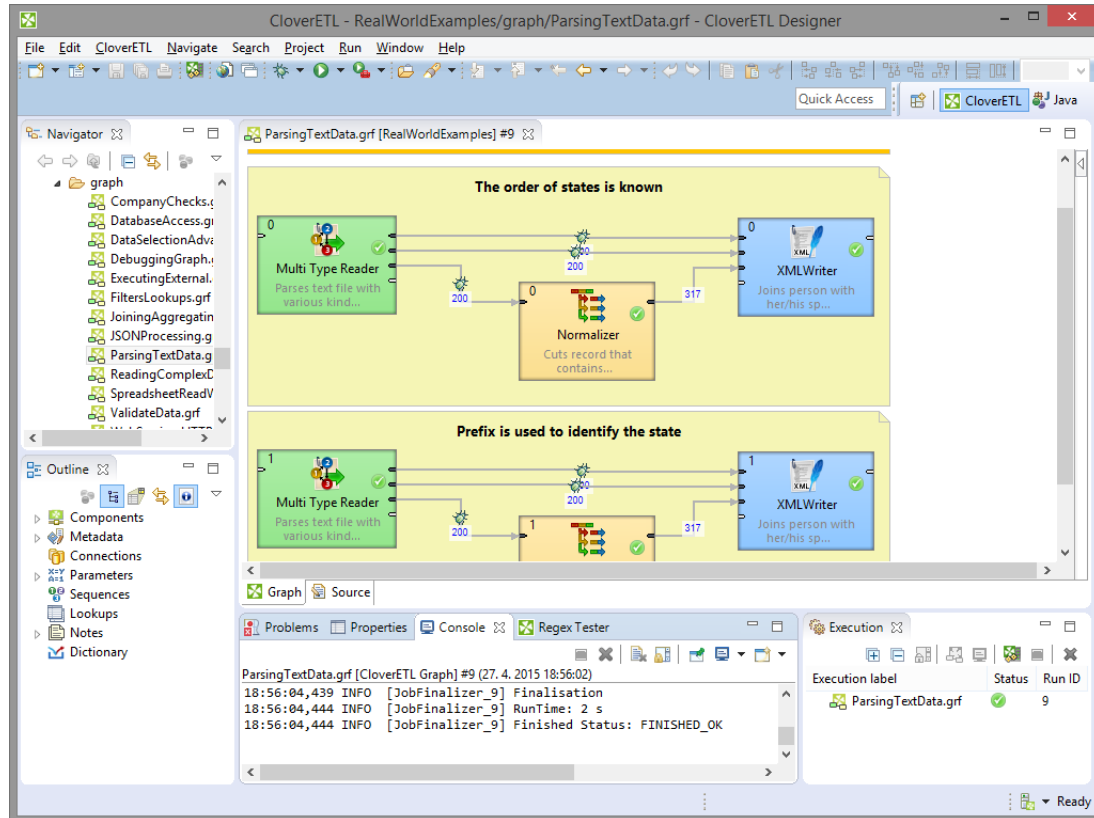 CloverETL - RealWorldExamples/graph/ParsingTextData.grf - CloverETL Designer
File Edit CloverETL Navigate Search Project Run Window Help
Quick Access
CloverETL
Java
Navigator
graph
CompanyChecks.g
DatabaseAccess.gr
DataSelectionAdva
DebuggingGraph.g
ExecutingExternal.
FiltersLookups.grf
JoiningAggregatin
JSONProcessing.g
ParsingTextData.g
ReadingComplexD
SpreadsheetReadW
ValidateData.grf
Outline
Components
Metadata
Connections
Parameters
Sequences
Lookups
Notes
Dictionary
ParsingTextData.grf [RealWorldExamples] #9
The order of states is known
0
Multi Type Reader
Parses text file with
various kind...
200
200
0
Normalizer
Cuts record that
contains...
317
0
XML
XMLWriter
Joins person with
her/his sp...
Prefix is used to identify the state
1
Multi Type Reader
Parses text file with
various kind...
200
200
1
317
1
XML
XMLWriter
Joins person with
her/his sp...
Graph Source
Problems Properties Console Regex Tester
ParsingTextData.grf [CloverETL Graph] #9 (27. 4. 2015 18:56:02)
18:56:04,439 INFO [JobFinalizer_9] Finalisation
18:56:04,444 INFO [JobFinalizer_9] RunTime: 2 s
18:56:04,444 INFO [JobFinalizer_9] Finished Status: FINISHED_OK
Execution
Execution label Status Run ID
ParsingTextData.grf 9
Ready